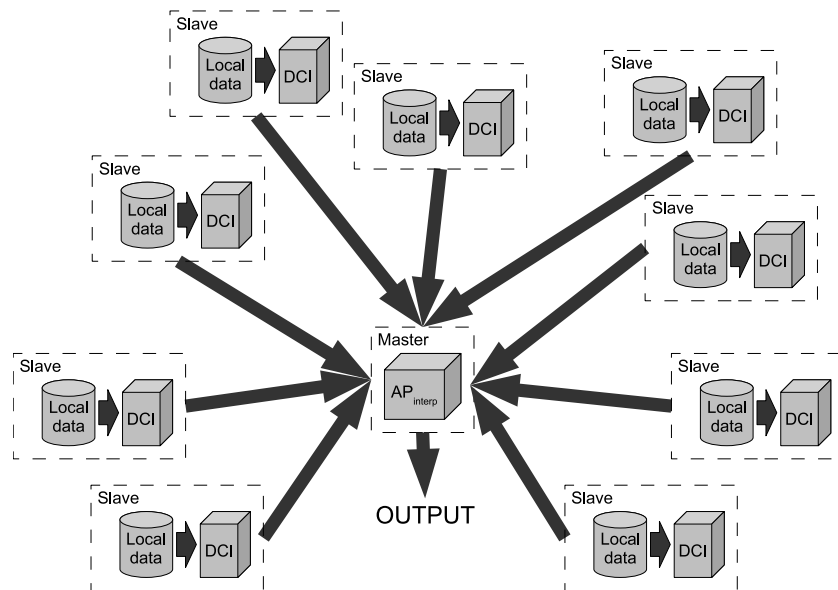 Slave
Local
data
DCI
Slave
Local
data
DCI
Slave
Local
data
DCI
Slave
Local
data
DCI
Slave
Local
data
DCI
Master
AP interp
Slave
Local
data
DCI
Slave
Local
data
DCI
Slave
Local
data
DCI
Slave
Local
data
DCI
OUTPUT